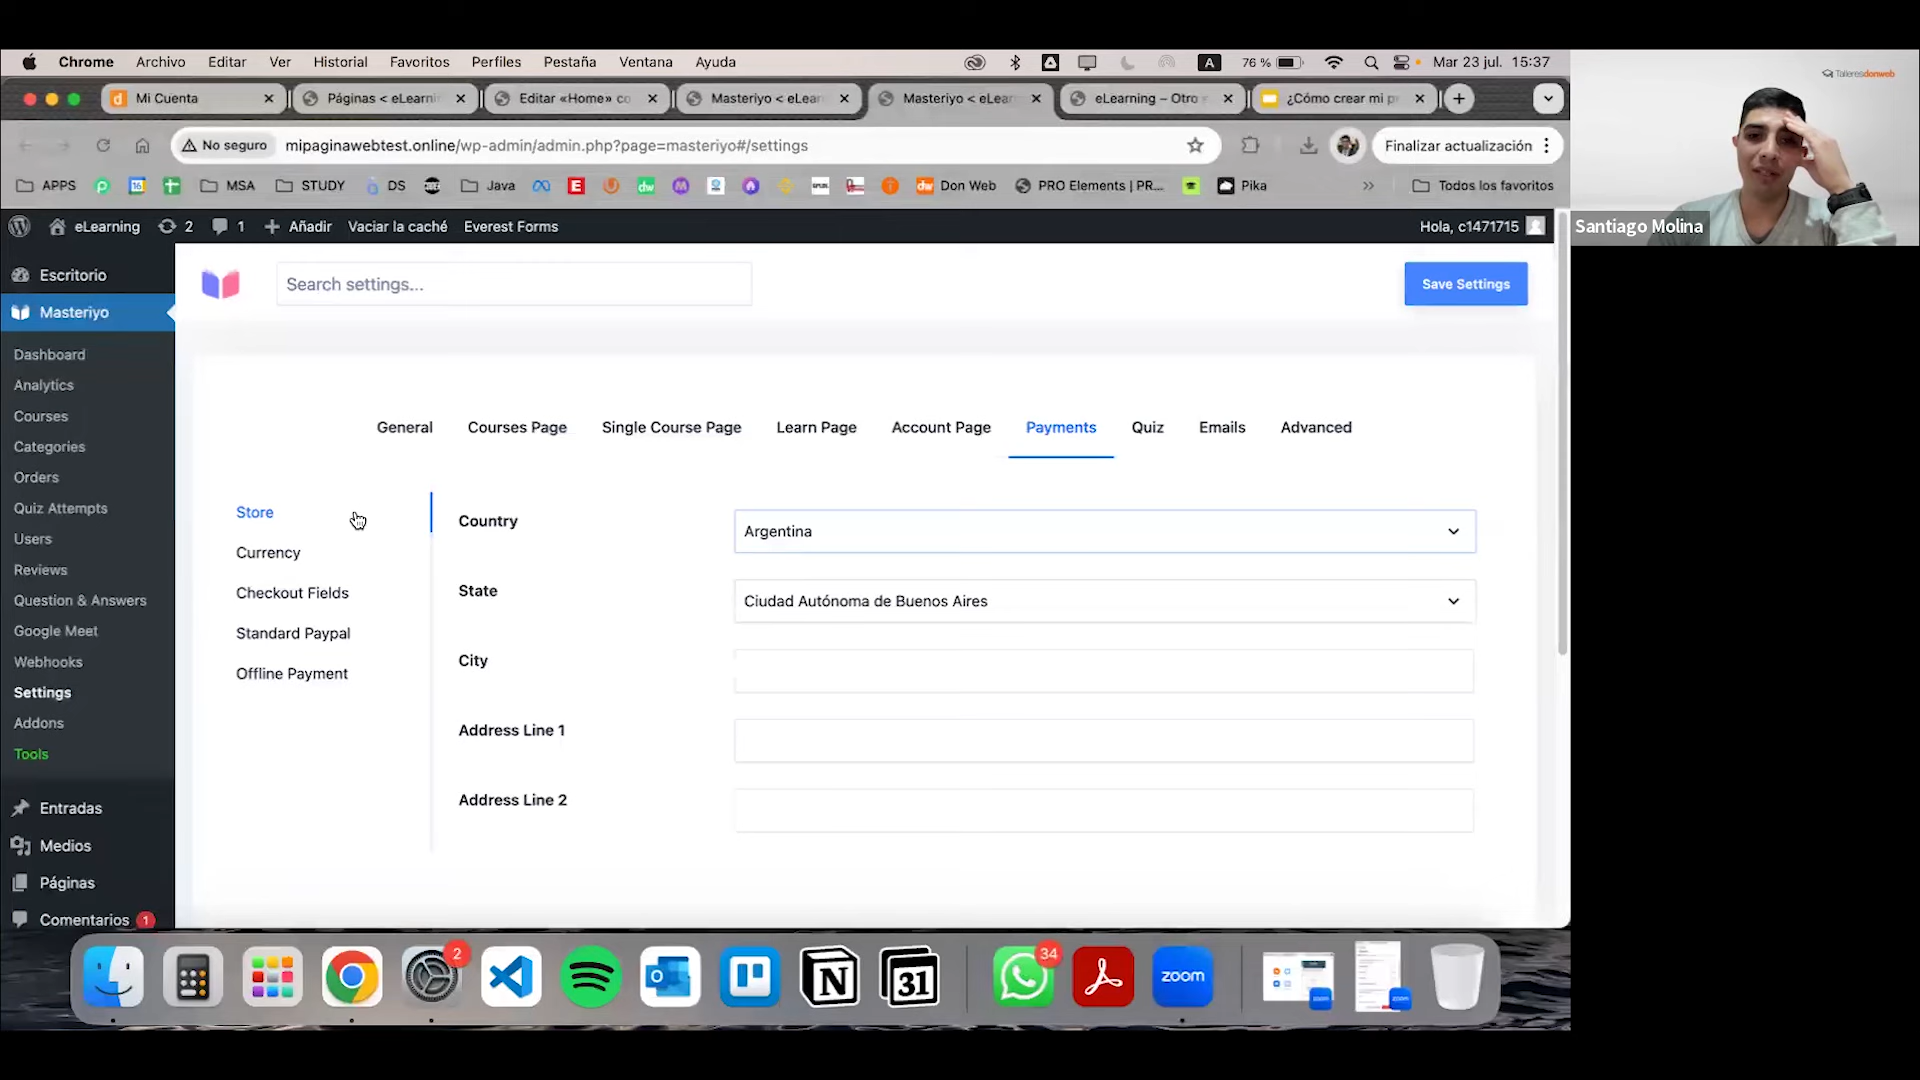 Chrome Archivo Editar Ver Historial Favoritos Perfiles Pestaña Ventana Ayuda A 76 % Mar 23 jul. 15:37
Mi Cuenta
Páginas < eLearni
Editar «Home» co
Masteriyo < eLea
Masteriyo < eLea
eLearning – Otro
¿Cómo crear mi p
No seguro mipaginawebtest.online/wp-admin/admin.php?page=masteriyo#/settings Finalizar actualización
APPS MSA STUDY DS Java Don Web PRO Elements | PR... Pika Todos los favoritos
eLearning 2 1 Añadir Vaciar la caché Everest Forms Hola, c1471715
Talleresdonweb
Santiago Molina
Escritorio
Masteriyo
Dashboard
Analytics
Courses
Categories
Orders
Quiz Attempts
Users
Reviews
Question & Answers
Google Meet
Webhooks
Settings
Addons
Tools
Entradas
Medios
Páginas
Comentarios 1
Search settings...
Save Settings
General Courses Page Single Course Page Learn Page Account Page Payments Quiz Emails Advanced
Store
Currency
Checkout Fields
Standard Paypal
Offline Payment
Country
Argentina
State
Ciudad Autónoma de Buenos Aires
City
Address Line 1
Address Line 2
2
31
34
zoom